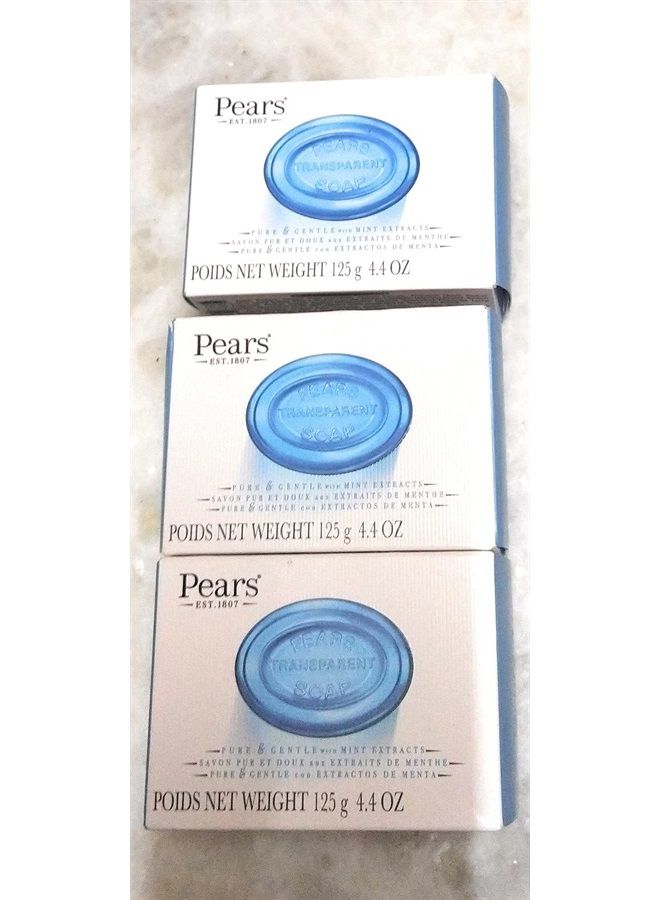 Pears®
EST.1807
PEARS
TRANSPARENT
SOAP
PURE & GENTLE with MINT EXTRACTS
SAVON PUR ET DOUX aux EXTRAITS DE MENTHE
PURE & GENTLE con EXTRACTOS DE MENTA
POIDS NET WEIGHT 125 g 4.4 OZ
Pears®
EST.1807
PEARS
TRANSPARENT
SOAP
PURE & GENTLE with MINT EXTRACTS
SAVON PUR ET DOUX aux EXTRAITS DE MENTHE
PURE & GENTLE con EXTRACTOS DE MENTA
POIDS NET WEIGHT 125 g 4.4 OZ
Pears®
EST.1807
PEARS
TRANSPARENT
SOAP
PURE & GENTLE with MINT EXTRACTS
SAVON PUR ET DOUX aux EXTRAITS DE MENTHE
PURE & GENTLE con EXTRACTOS DE MENTA
POIDS NET WEIGHT 125 g 4.4 OZ